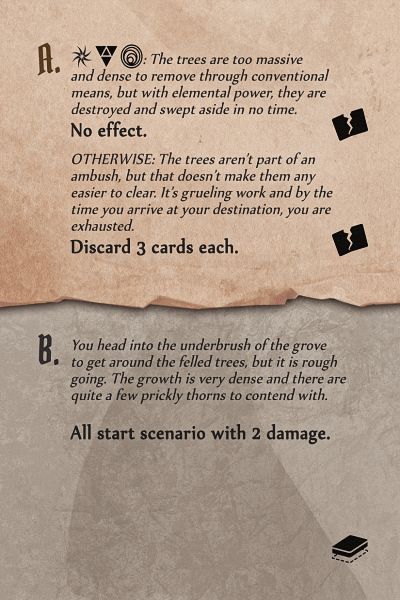 A. : The trees are too massive
and dense to remove through conventional
means, but with elemental power, they are
destroyed and swept aside in no time.
No effect.
OTHERWISE: The trees aren't part of an
ambush, but that doesn't make them any
easier to clear. It's grueling work and by the
time you arrive at your destination, you are
exhausted.
Discard 3 cards each.
B. You head into the underbrush of the grove
to get around the felled trees, but it is rough
going. The growth is very dense and there are
quite a few prickly thorns to contend with.
All start scenario with 2 damage.